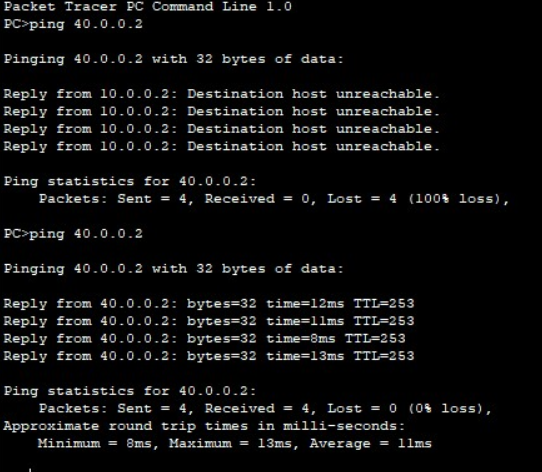 Packet Tracer PC Command Line 1.0
PC>ping 40.0.0.2
Pinging 40.0.0.2 with 32 bytes of data:
Reply from 10.0.0.2: Destination host unreachable.
Reply from 10.0.0.2: Destination host unreachable.
Reply from 10.0.0.2: Destination host unreachable.
Reply from 10.0.0.2: Destination host unreachable.
Ping statistics for 40.0.0.2:
Packets: Sent = 4, Received = 0, Lost = 4 (100% loss),
PC>ping 40.0.0.2
Pinging 40.0.0.2 with 32 bytes of data:
Reply from 40.0.0.2: bytes=32 time=12ms TTL=253
Reply from 40.0.0.2: bytes=32 time=11ms TTL=253
Reply from 40.0.0.2: bytes=32 time=8ms TTL=253
Reply from 40.0.0.2: bytes=32 time=13ms TTL=253
Ping statistics for 40.0.0.2:
Packets: Sent = 4, Received = 4, Lost = 0 (0% loss),
Approximate round trip times in milli-seconds:
Minimum = 8ms, Maximum = 13ms, Average = 11ms